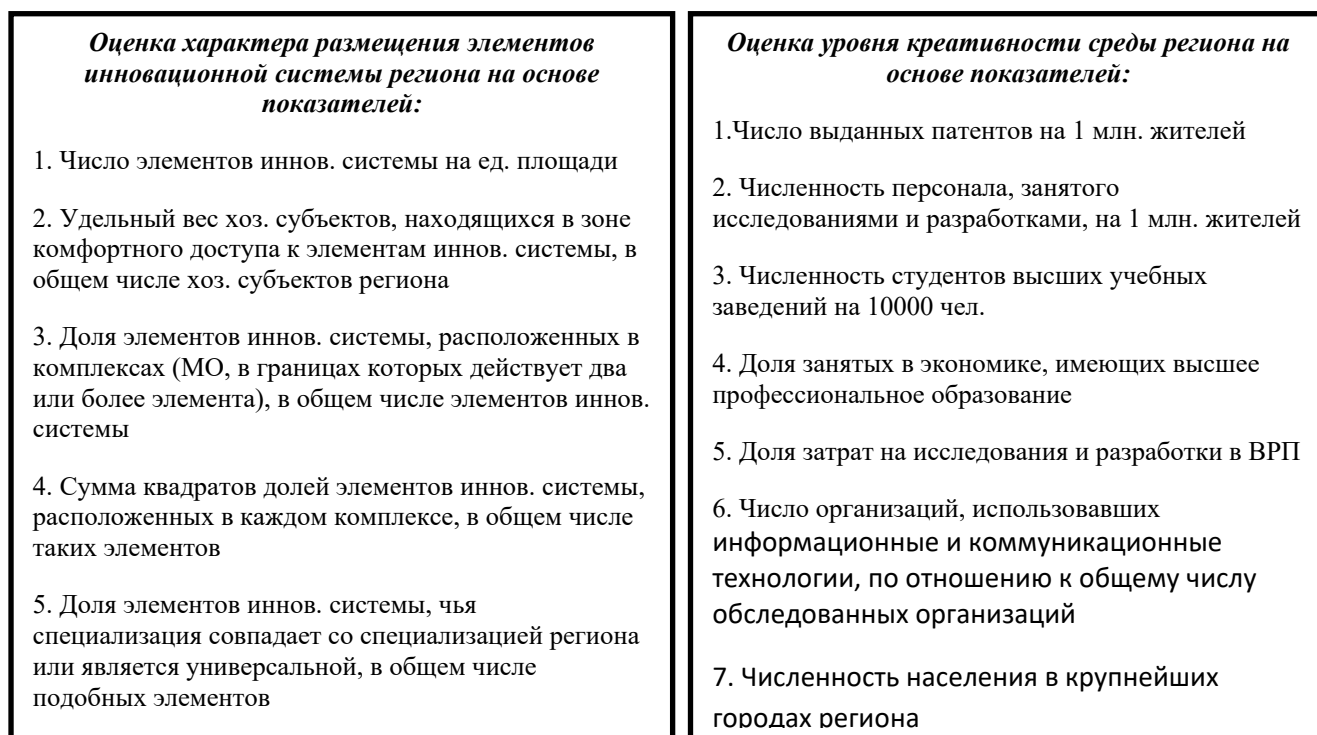 Оценка характера размещения элементов
инновационной системы региона на основе
показателей:
1. Число элементов иннов. системы на ед. площади
2. Удельный вес хоз. субъектов, находящихся в зоне
комфортного доступа к элементам иннов. системы, в
общем числе хоз. субъектов региона
3. Доля элементов иннов. системы, расположенных в
комплексах (МО, в границах которых действует два
или более элемента), в общем числе элементов иннов.
системы
4. Сумма квадратов долей элементов иннов. системы,
расположенных в каждом комплексе, в общем числе
таких элементов
5. Доля элементов иннов. системы, чья
специализация совпадает со специализацией региона
или является универсальной, в общем числе
подобных элементов
Оценка уровня креативности среды региона на
основе показателей:
1.Число выданных патентов на 1 млн. жителей
2. Численность персонала, занятого
исследованиями и разработками, на 1 млн. жителей
3. Численность студентов высших учебных
заведений на 10000 чел.
4. Доля занятых в экономике, имеющих высшее
профессиональное образование
5. Доля затрат на исследования и разработки в ВРП
6. Число организаций, использовавших
информационные и коммуникационные
технологии, по отношению к общему числу
обследованных организаций
7. Численность населения в крупнейших
городах региона